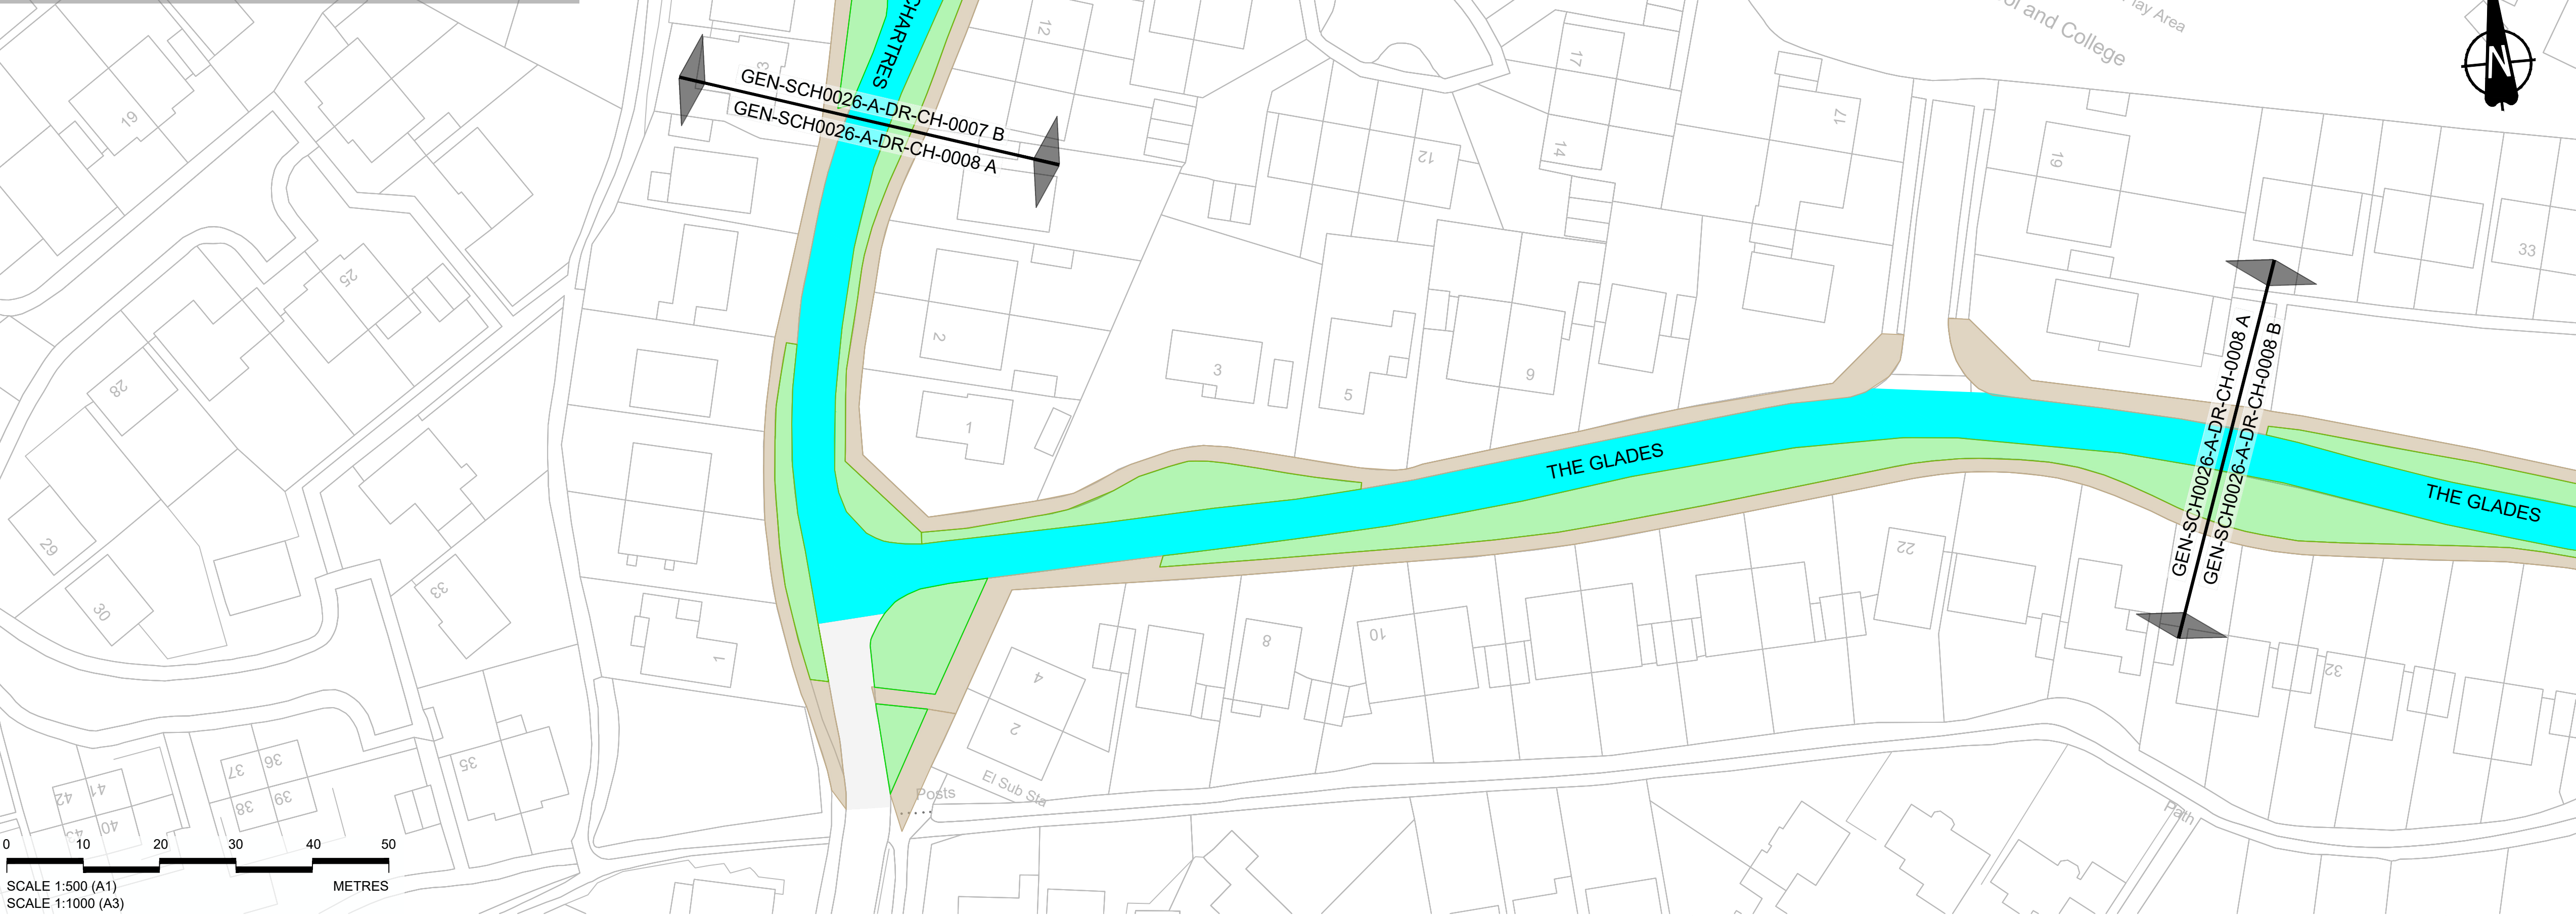 CHARTRES
Play Area
ol and College
N
12
17
3
GEN-SCH0026-A-DR-CH-0007 B
GEN-SCH0026-A-DR-CH-0008 A
19
17
14
12
19
33
25
2
3
5
9
28
1
GEN-SCH0026-A-DR-CH-0008 A
GEN-SCH0026-A-DR-CH-0008 B
THE GLADES
THE GLADES
29
22
30
33
1
8
10
4
2
32
35
37
36
42
41
38
39
40
El Sub Sta
Posts
Path
0 10 20 30 40 50
SCALE 1:500 (A1) METRES
SCALE 1:1000 (A3)